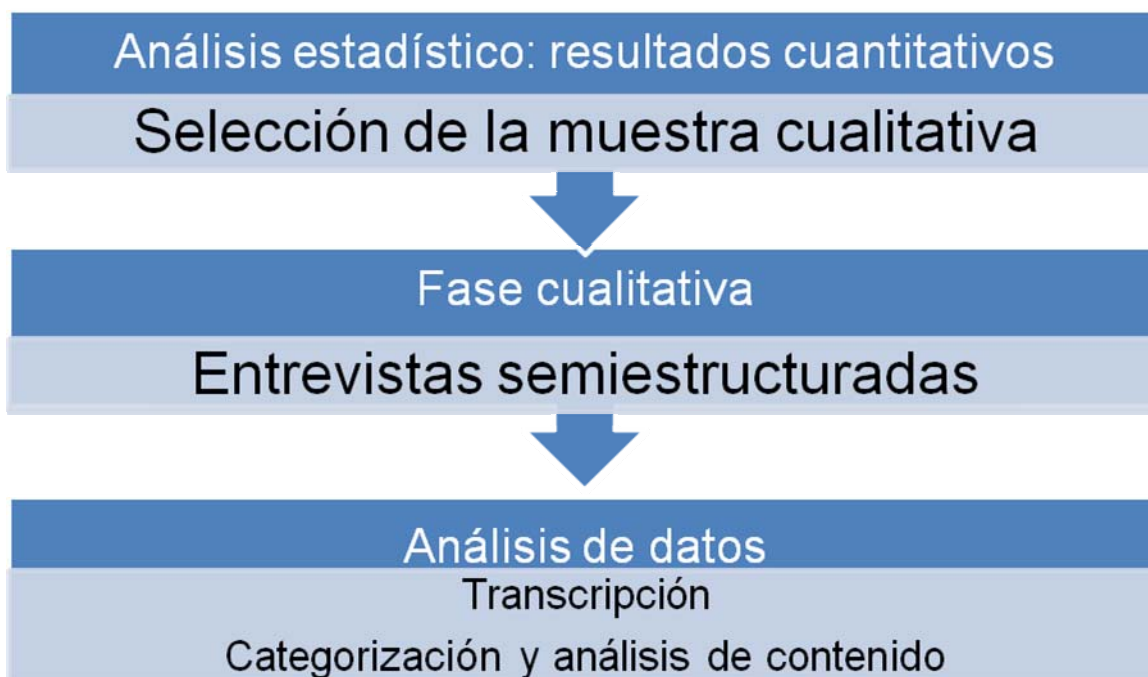 Análisis estadístico: resultados cuantitativos
Selección de la muestra cualitativa
Fase cualitativa
Entrevistas semiestructuradas
Análisis de datos
Transcripción
Categorización y análisis de contenido